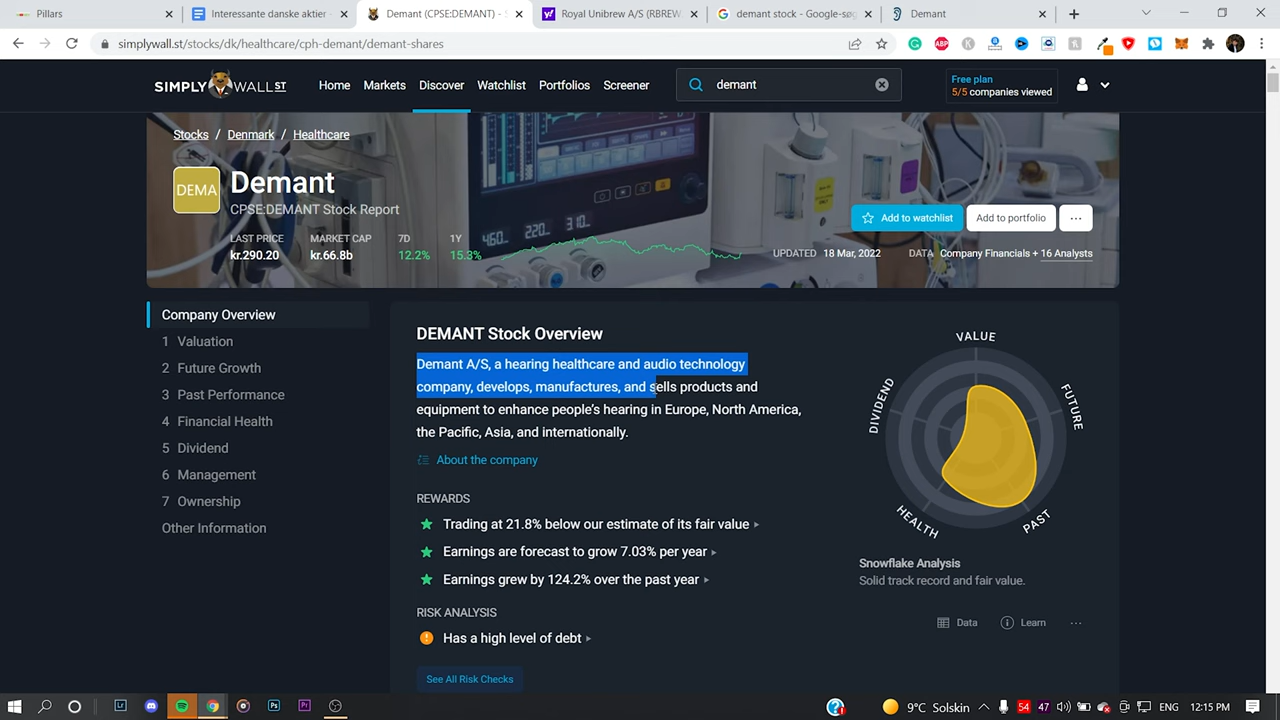 Pillars
Interessante danske aktier
Demant (CPSE:DEMANT) - S
Royal Unibrew A/S (RBREW
demant stock - Google-søg
Demant
simplywall.st/stocks/dk/healthcare/cph-demant/demant-shares
SIMPLY WALL ST
Home
Markets
Discover
Watchlist
Portfolios
Screener
demant
Free plan
5/5 companies viewed
Stocks / Denmark / Healthcare
DEMA
Demant
CPSE:DEMANT Stock Report
LAST PRICE
kr.290.20
MARKET CAP
kr.66.8b
7D
12.2%
1Y
15.3%
Add to watchlist
Add to portfolio
...
UPDATED 18 Mar, 2022
DATA Company Financials + 16 Analysts
Company Overview
1 Valuation
2 Future Growth
3 Past Performance
4 Financial Health
5 Dividend
6 Management
7 Ownership
Other Information
DEMANT Stock Overview
Demant A/S, a hearing healthcare and audio technology
company, develops, manufactures, and sells products and
equipment to enhance people's hearing in Europe, North America,
the Pacific, Asia, and internationally.
About the company
REWARDS
Trading at 21.8% below our estimate of its fair value
Earnings are forecast to grow 7.03% per year
Earnings grew by 124.2% over the past year
RISK ANALYSIS
Has a high level of debt
See All Risk Checks
VALUE
FUTURE
PAST
HEALTH
DIVIDEND
Snowflake Analysis
Solid track record and fair value.
Data
Learn
...
9°C Solskin
54
47
ENG
12:15 PM